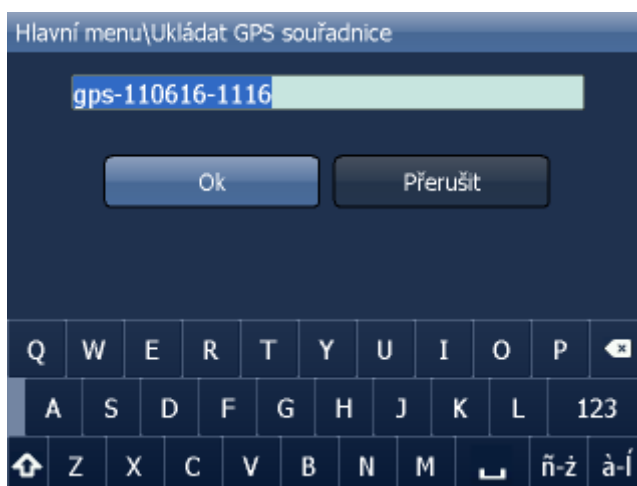 Hlavní menu\Ukládat GPS souřadnice
gps-110616-1116
Ok Přerušit
Q W E R T Y U I O P
A S D F G H J K L 123
Z X C V B N M ñ-ż à-Í